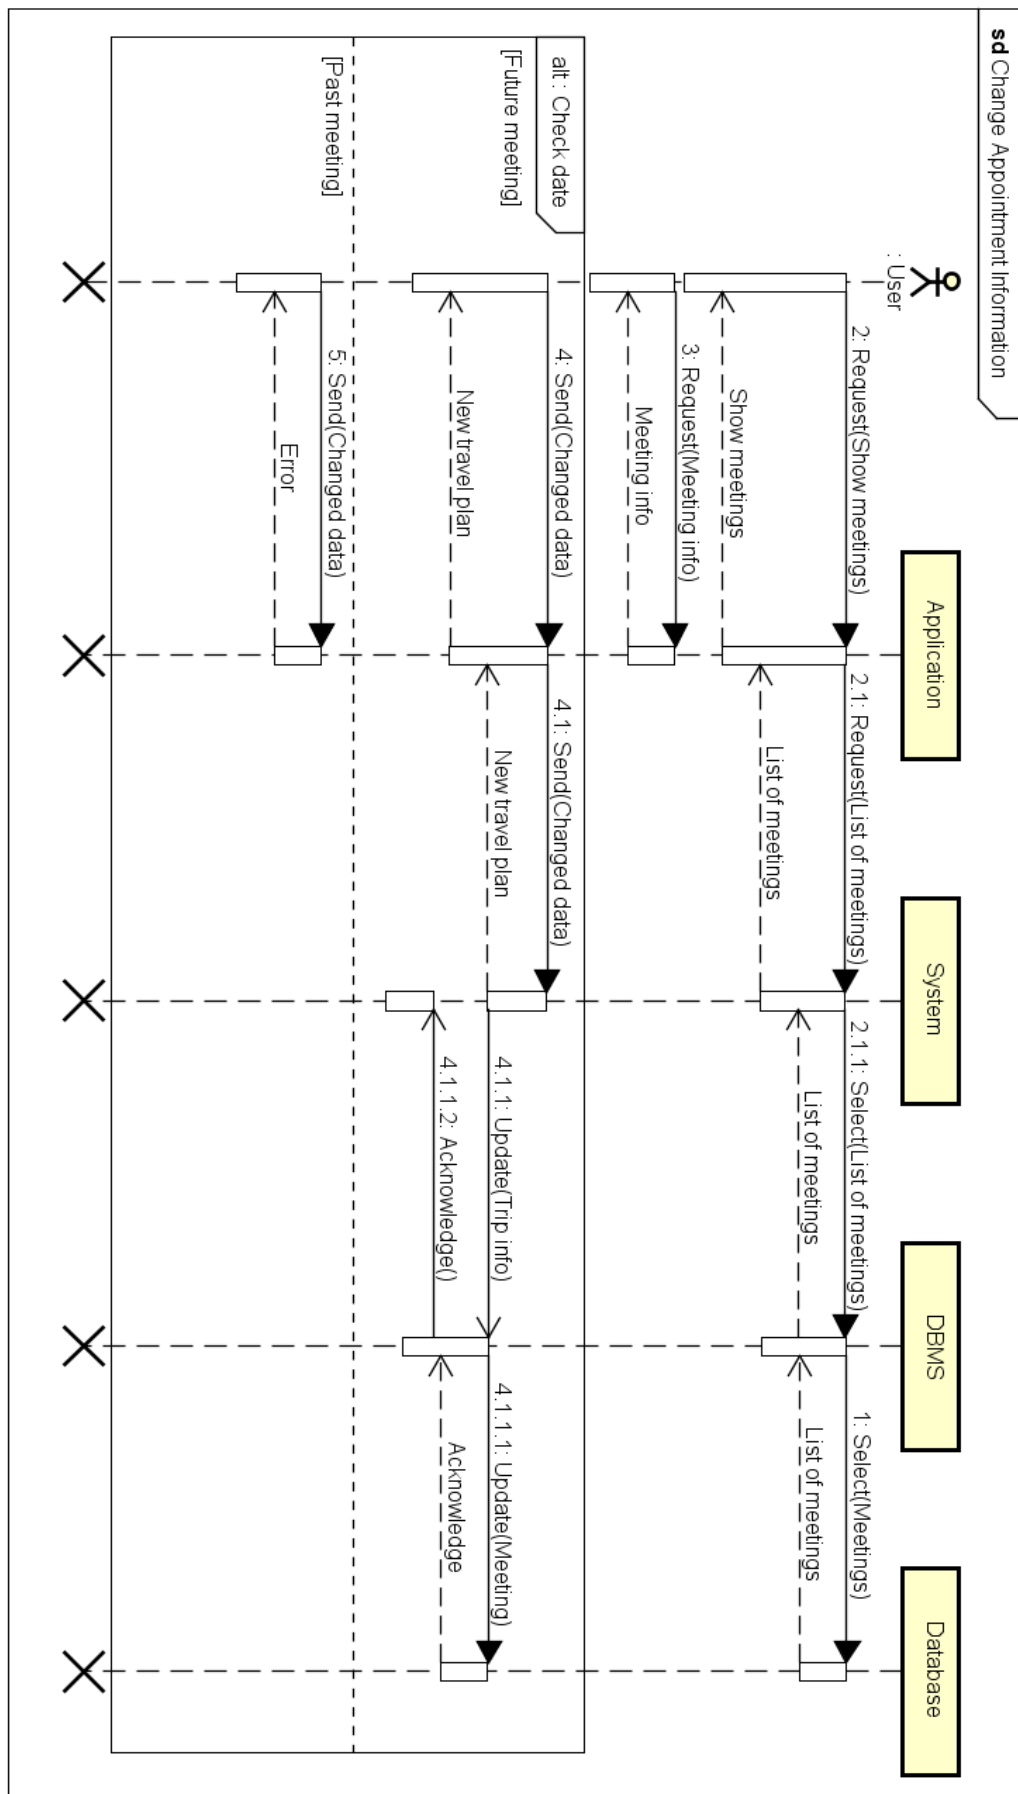 sd Change Appointment Information
: User
Application
System
DBMS
Database
2: Request(Show meetings)
2.1: Request(List of meetings)
2.1.1: Select(List of meetings)
1: Select(Meetings)
List of meetings
List of meetings
List of meetings
Show meetings
3: Request(Meeting info)
Meeting info
alt : Check date
[Future meeting]
4: Send(Changed data)
4.1: Send(Changed data)
New travel plan
New travel plan
4.1.1: Update(Trip info)
4.1.1.1: Update(Meeting)
Acknowledge
4.1.1.2: Acknowledge()
[Past meeting]
5: Send(Changed data)
Error